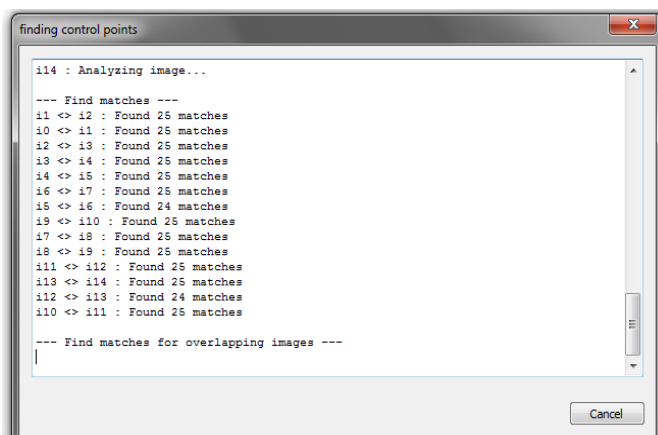 finding control points
i14 : Analyzing image...
--- Find matches ---
i1 <> i2 : Found 25 matches
i0 <> i1 : Found 25 matches
i2 <> i3 : Found 25 matches
i3 <> i4 : Found 25 matches
i4 <> i5 : Found 25 matches
i6 <> i7 : Found 25 matches
i5 <> i6 : Found 24 matches
i9 <> i10 : Found 25 matches
i7 <> i8 : Found 25 matches
i8 <> i9 : Found 25 matches
i11 <> i12 : Found 25 matches
i13 <> i14 : Found 25 matches
i12 <> i13 : Found 24 matches
i10 <> i11 : Found 25 matches
--- Find matches for overlapping images ---
Cancel